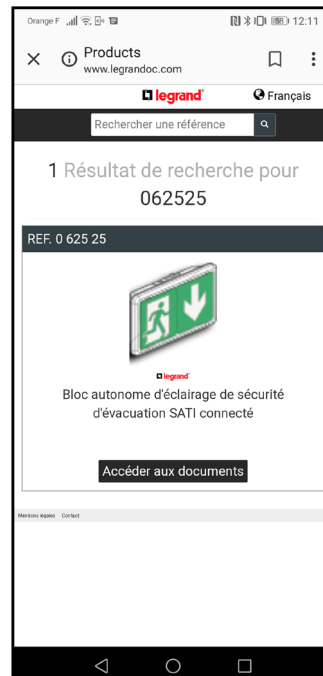 Orange F 88 12:11
Products
www.legrandoc.com
legrand Français
Rechercher une référence
1 Résultat de recherche pour
062525
REF. 0 625 25
legrand
Bloc autonome d'éclairage de sécurité
d'évacuation SATI connecté
Accéder aux documents
Mentions légales Contact